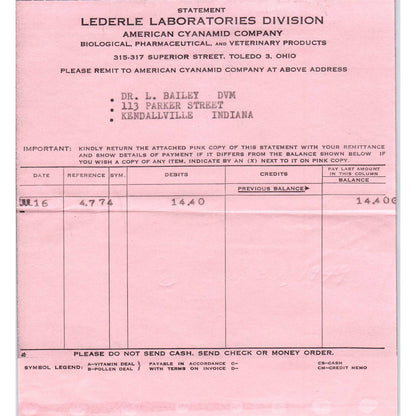 STATEMENT
LEDERLE LABORATORIES DIVISION
AMERICAN CYANAMID COMPANY
BIOLOGICAL, PHARMACEUTICAL, AND VETERINARY PRODUCTS
315-317 SUPERIOR STREET, TOLEDO 3, OHIO
PLEASE REMIT TO AMERICAN CYANAMID COMPANY AT ABOVE ADDRESS
DR. L. BAILEY DVM
113 PARKER STREET
KENDALLVILLE INDIANA
IMPORTANT: KINDLY RETURN THE ATTACHED PINK COPY OF THIS STATEMENT WITH YOUR REMITTANCE
AND SHOW DETAILS OF PAYMENT IF IT DIFFERS FROM THE BALANCE SHOWN BELOW IF
YOU WISH A COPY OF ANY ITEM, INDICATE BY AN (X) NEXT TO IT ON PINK COPY.
DATE REFERENCE SYM. DEBITS CREDITS PAY LAST AMOUNT IN THIS COLUMN
PREVIOUS BALANCE BALANCE
JUL16 4774 14.40 14.40
PLEASE DO NOT SEND CASH. SEND CHECK OR MONEY ORDER.
SYMBOL LEGEND: A-VITAMIN DEAL PAYABLE IN ACCORDANCE C- CS-CASH
B-POLLEN DEAL WITH TERMS ON INVOICE D- CM-CREDIT MEMO